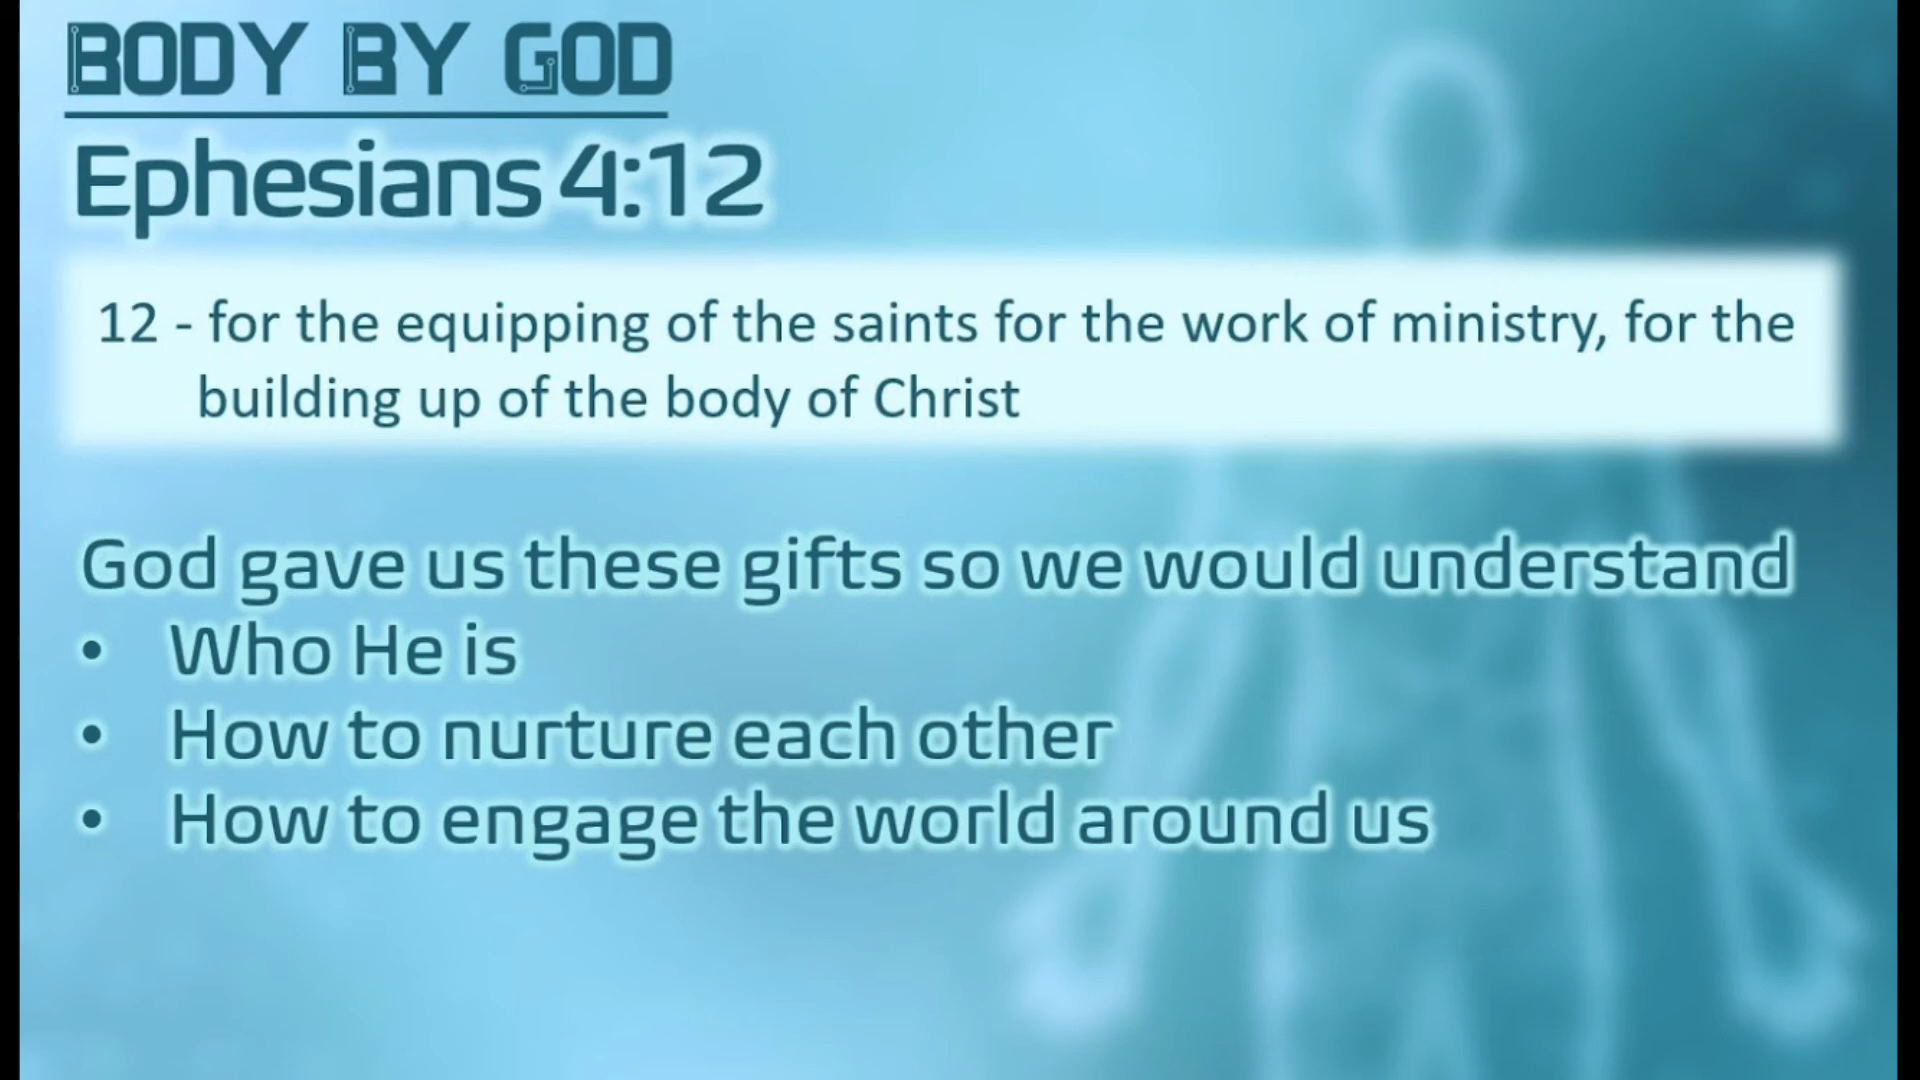 BODY BY GOD
Ephesians 4:12
12 - for the equipping of the saints for the work of ministry, for the
building up of the body of Christ
God gave us these gifts so we would understand
• Who He is
• How to nurture each other
• How to engage the world around us